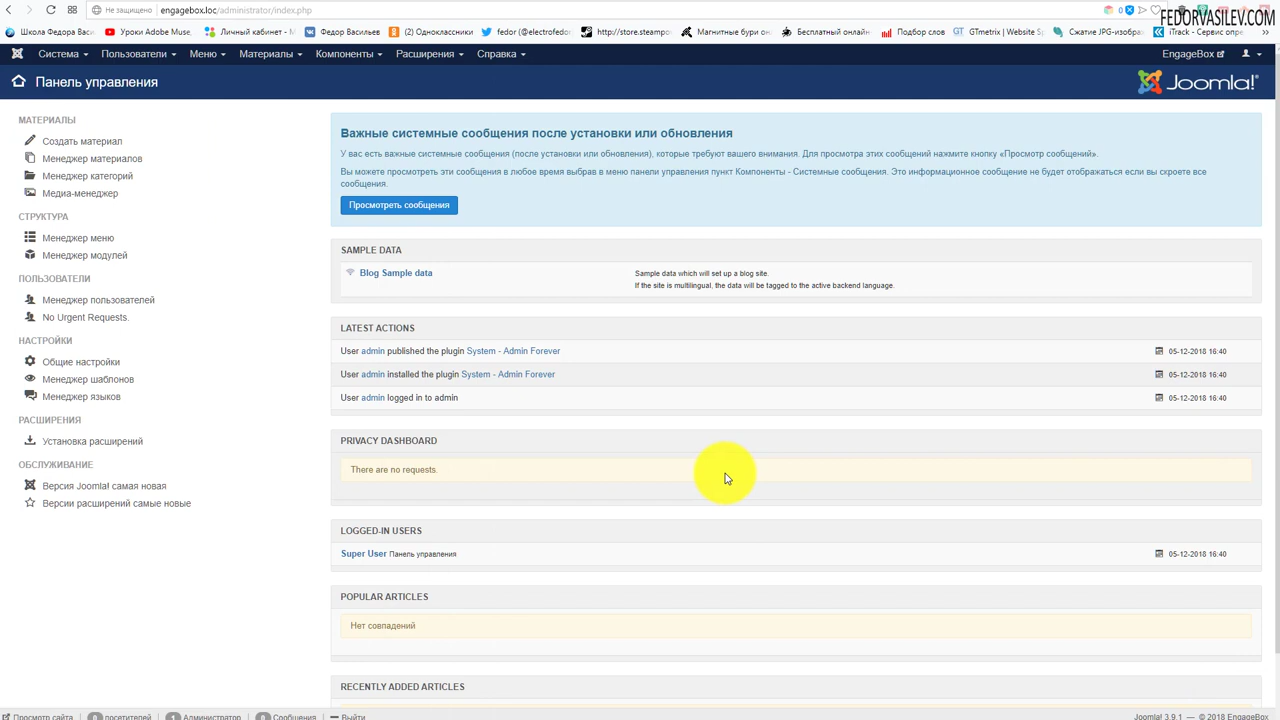 Не защищено
engagebox.loc/administrator/index.php
0
FEDORVASILEV.COM
Школа Федора Васи
Уроки Adobe Muse,
Личный кабинет -
Федор Васильев
(2) Одноклассники
fedor (@electrofedor
http://store.steampo
Магнитные бури он
Бесплатный онлайн
Подбор слов
GTmetrix | Website Sp
Сжатие JPG-изображ
iTrack - Сервис опре
Система
Пользователи
Меню
Материалы
Компоненты
Расширения
Справка
EngageBox
Панель управления
Joomla!®
МАТЕРИАЛЫ
Создать материал
Менеджер материалов
Менеджер категорий
Медиа-менеджер
СТРУКТУРА
Менеджер меню
Менеджер модулей
ПОЛЬЗОВАТЕЛИ
Менеджер пользователей
No Urgent Requests.
НАСТРОЙКИ
Общие настройки
Менеджер шаблонов
Менеджер языков
РАСШИРЕНИЯ
Установка расширений
ОБСЛУЖИВАНИЕ
Версия Joomla! самая новая
Версии расширений самые новые
Важные системные сообщения после установки или обновления
У вас есть важные системные сообщения (после установки или обновления), которые требуют вашего внимания. Для просмотра этих сообщений нажмите кнопку «Просмотр сообщений».
Вы можете просмотреть эти сообщения в любое время выбрав в меню панели управления пункт Компоненты - Системные сообщения. Это информационное сообщение не будет отображаться если вы скроете все
сообщения.
Просмотреть сообщения
SAMPLE DATA
Blog Sample data
Sample data which will set up a blog site.
If the site is multilingual, the data will be tagged to the active backend language.
LATEST ACTIONS
User admin published the plugin System - Admin Forever
05-12-2018 16:40
User admin installed the plugin System - Admin Forever
05-12-2018 16:40
User admin logged in to admin
05-12-2018 16:40
PRIVACY DASHBOARD
There are no requests.
LOGGED-IN USERS
Super User Панель управления
05-12-2018 16:40
POPULAR ARTICLES
Нет совпадений
RECENTLY ADDED ARTICLES
Просмотр сайта
0 посетителей
1 Администратор
0 Сообщения
Выйти
Joomla! 3.9.1 — © 2018 EngageBox